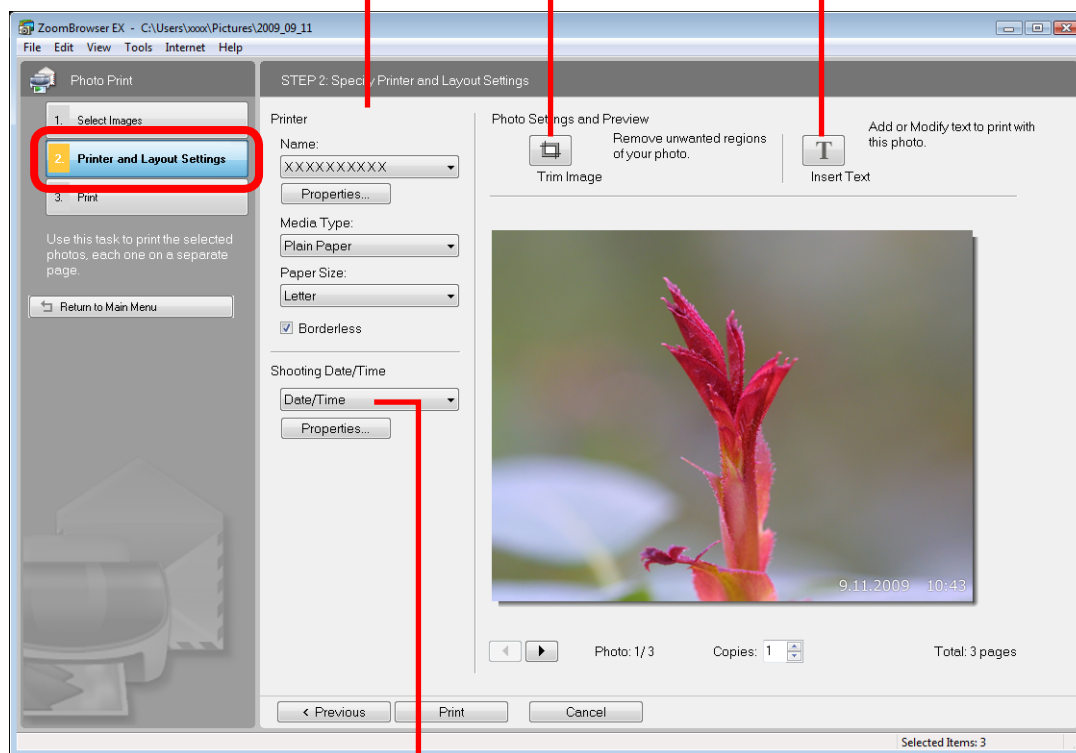 ZoomBrowser EX - C:\Users\xxxx\Pictures\2009_09_11
File Edit View Tools Internet Help
Photo Print
STEP 2: Specify Printer and Layout Settings
1. Select Images
2. Printer and Layout Settings
3. Print
Use this task to print the selected
photos, each one on a separate
page.
Return to Main Menu
Printer
Name:
XXXXXXXXXX
Properties...
Media Type:
Plain Paper
Paper Size:
Letter
Borderless
Shooting Date/Time
Date/Time
Properties...
Photo Settings and Preview
Trim Image
Remove unwanted regions
of your photo.
T
Insert Text
Add or Modify text to print with
this photo.
9.11.2009 10:43
Photo: 1/3
Copies: 1
Total: 3 pages
< Previous
Print
Cancel
Selected Items: 3